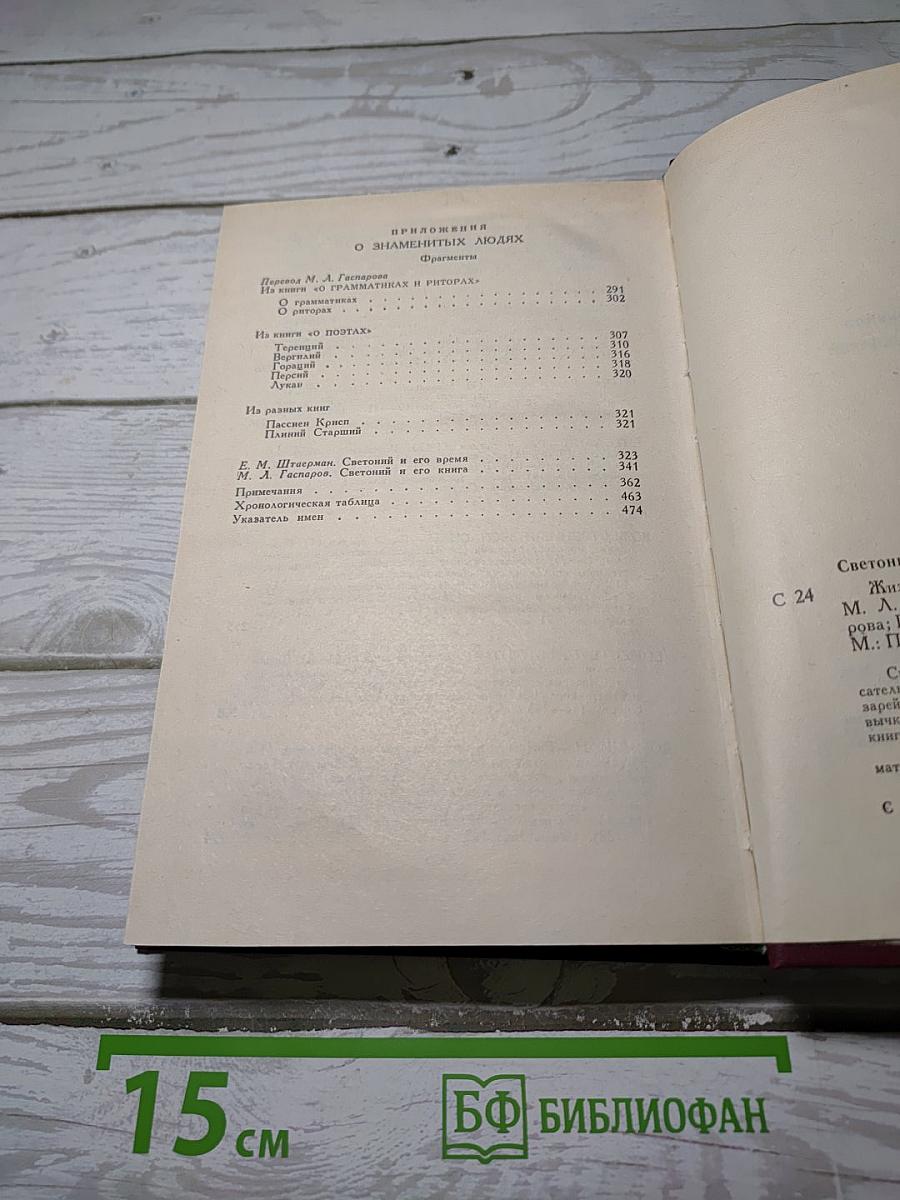 ПРИЛОЖЕНИЯ
О ЗНАМЕНИТЫХ ЛЮДЯХ
Фрагменты
Перевод М. Л. Гаспарова
Из книги «О ГРАММАТИКАХ И РИТОРАХ»
О грамматиках . . . . . . . . . . . . . . . 291
О риторах . . . . . . . . . . . . . . . 302
Из книги «О ПОЭТАХ»
Теренций . . . . . . . . . . . . . . . 307
Вергилий . . . . . . . . . . . . . . . 310
Гораций . . . . . . . . . . . . . . . 316
Персий . . . . . . . . . . . . . . . 318
Лукан . . . . . . . . . . . . . . . 320
Из разных книг
Пассиен Крисп . . . . . . . . . . . . . . . 321
Плиний Старший . . . . . . . . . . . . . . . 321
Е. М. Штаерман. Светоний и его время . . . . . . . . . . 323
М. Л. Гаспаров. Светоний и его книга . . . . . . . . . . 341
Примечания . . . . . . . . . . . . . . . 362
Хронологическая таблица . . . . . . . . . . . . . . . 463
Указатель имен . . . . . . . . . . . . . . . 474
С 24
М. Л.
рова;
М.:
15 см
БФ БИБЛИОФАН